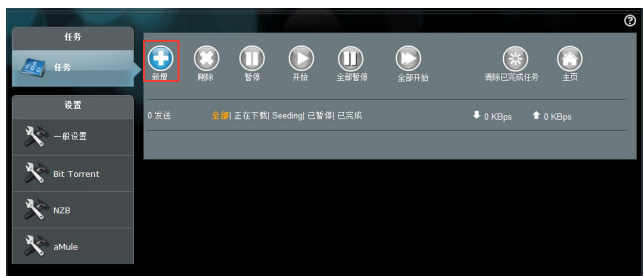 ?
任务
任务
新增 删除 暂停 开始 全部暂停 全部开始 清除已完成任务 主页
设置
0 发送 全部| 正在下载| Seeding| 已暂停| 已完成 0 KBps 0 KBps
一般设置
Bit Torrent
NZB
aMule